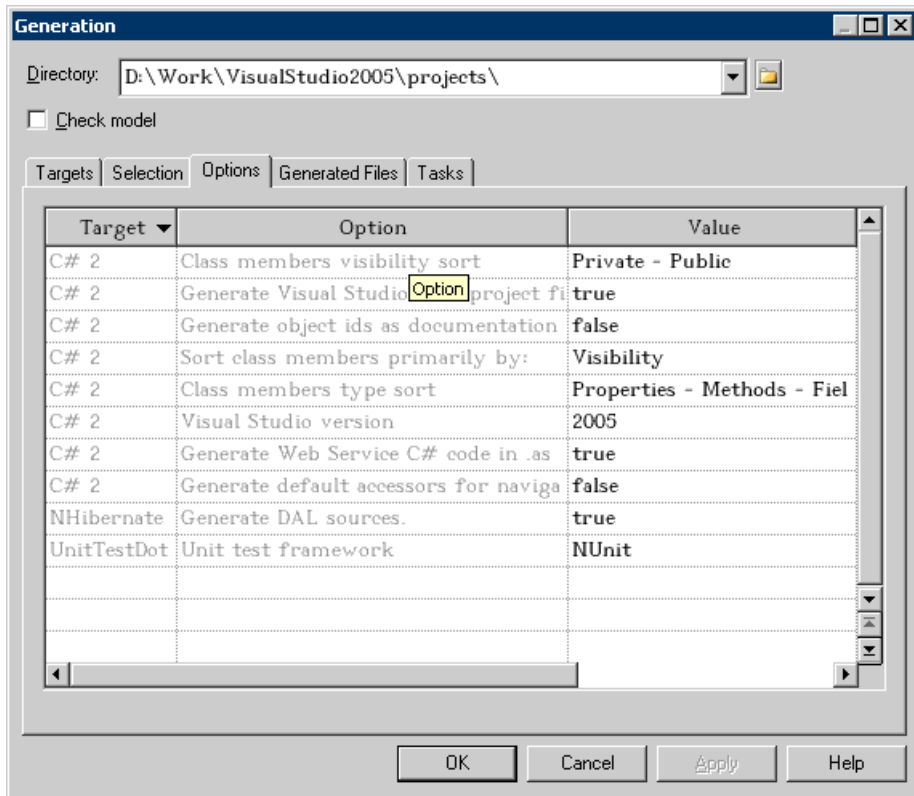 Generation
Directory: D:\Work\VisualStudio2005\projects\
Check model
Targets Selection Options Generated Files Tasks
Target Option Value
C# 2 Class members visibility sort Private - Public
C# 2 Generate Visual Studio project fi true
Option
C# 2 Generate object ids as documentation false
C# 2 Sort class members primarily by: Visibility
C# 2 Class members type sort Properties - Methods - Fiel
C# 2 Visual Studio version 2005
C# 2 Generate Web Service C# code in .as true
C# 2 Generate default accessors for naviga false
NHibernate Generate DAL sources. true
UnitTestDot Unit test framework NUnit
OK Cancel Apply Help